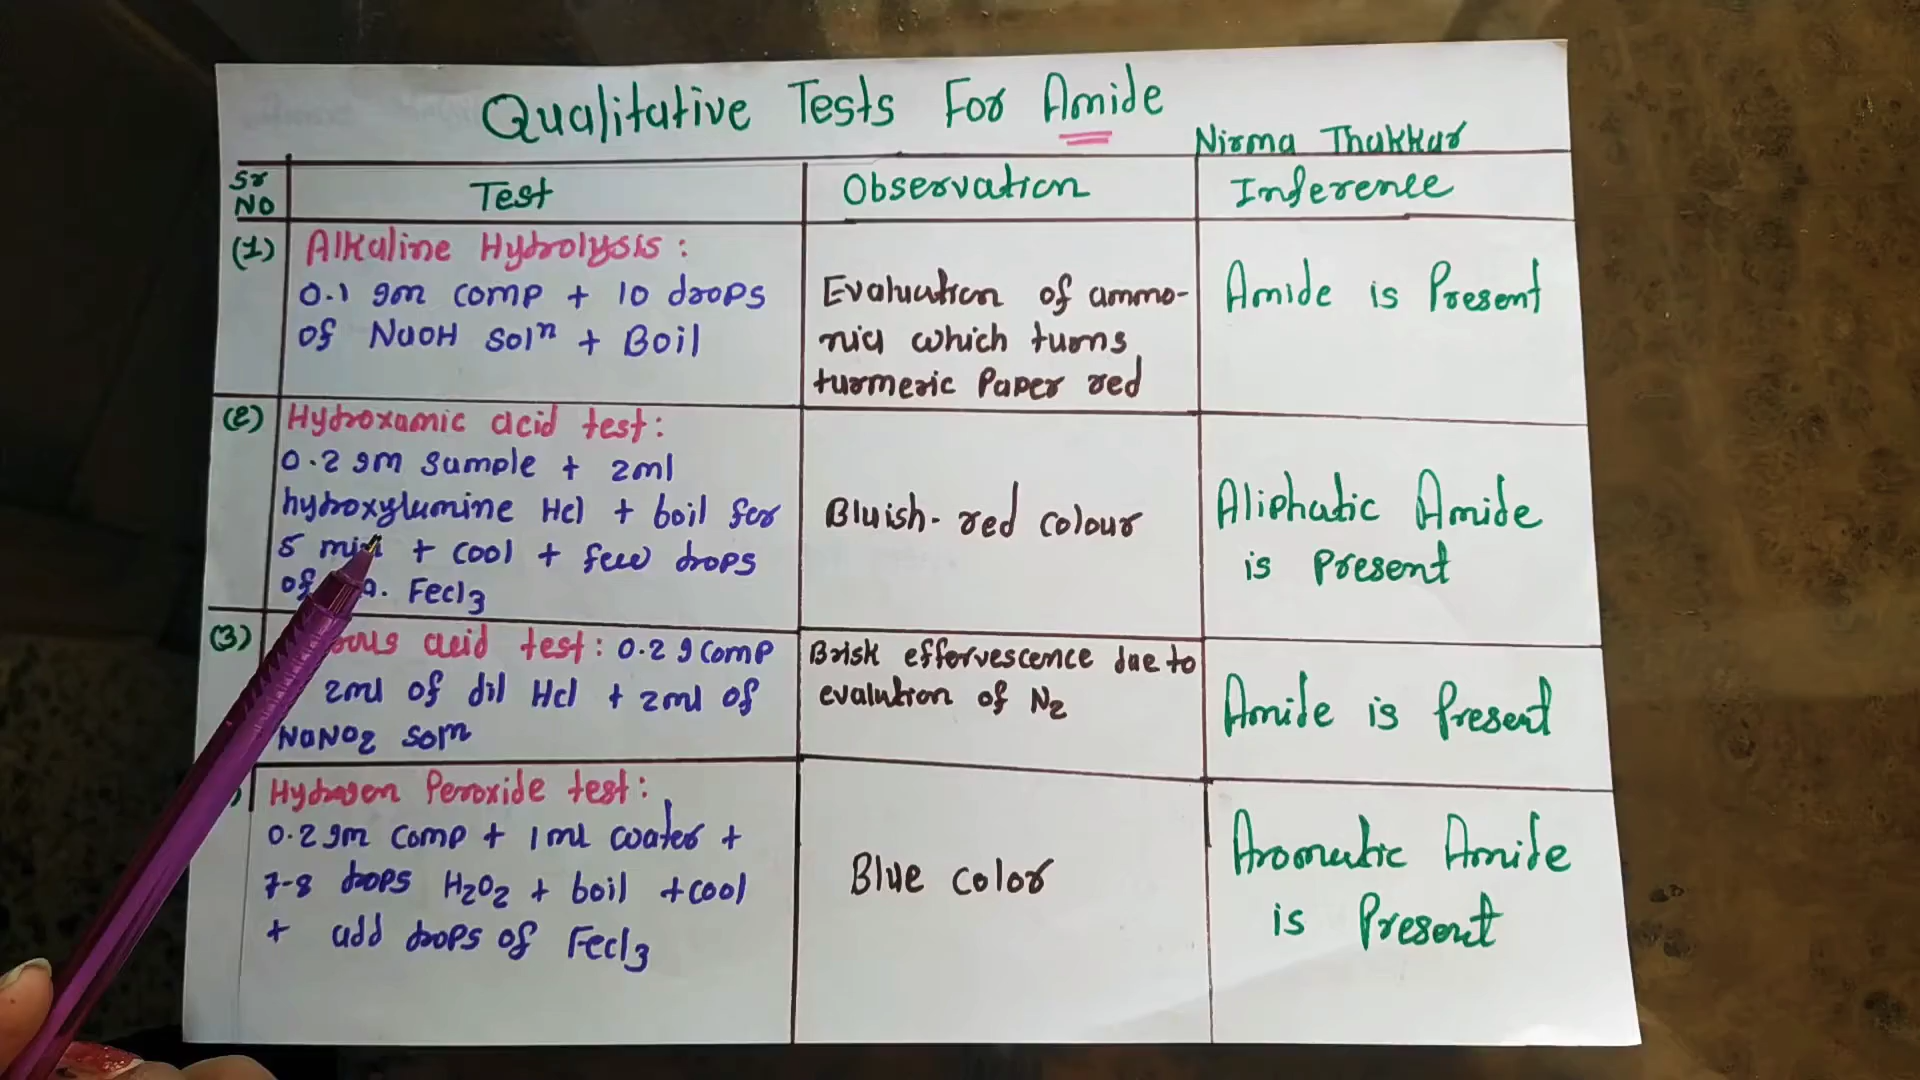 Qualitative Tests For Amide
Nirma Thakkar
Sr No
Test
Observation
Inference
(1)
Alkaline Hydrolysis :
0.1 gm comp + 10 drops
of NaOH solⁿ + Boil
Evaluation of ammo-
nia which turns
turmeric Paper red
Amide is Present
(2)
Hydroxamic acid test :
0.2 gm sample + 2ml
hydroxylamine Hcl + boil for
5 min + cool + few drops
of Fecl3
Bluish-red colour
Aliphatic Amide
is present
(3)
acid test : 0.2 g comp
2ml of dil Hcl + 2ml of
NaNO2 solⁿ
Brisk efforvescence due to
evalution of N2
Amide is Present
Hydrogen Peroxide test :
0.2 gm comp + 1 ml water +
7-8 drops H2O2 + boil + cool
+ add drops of Fecl3
Blue color
Aromatic Amide
is Present